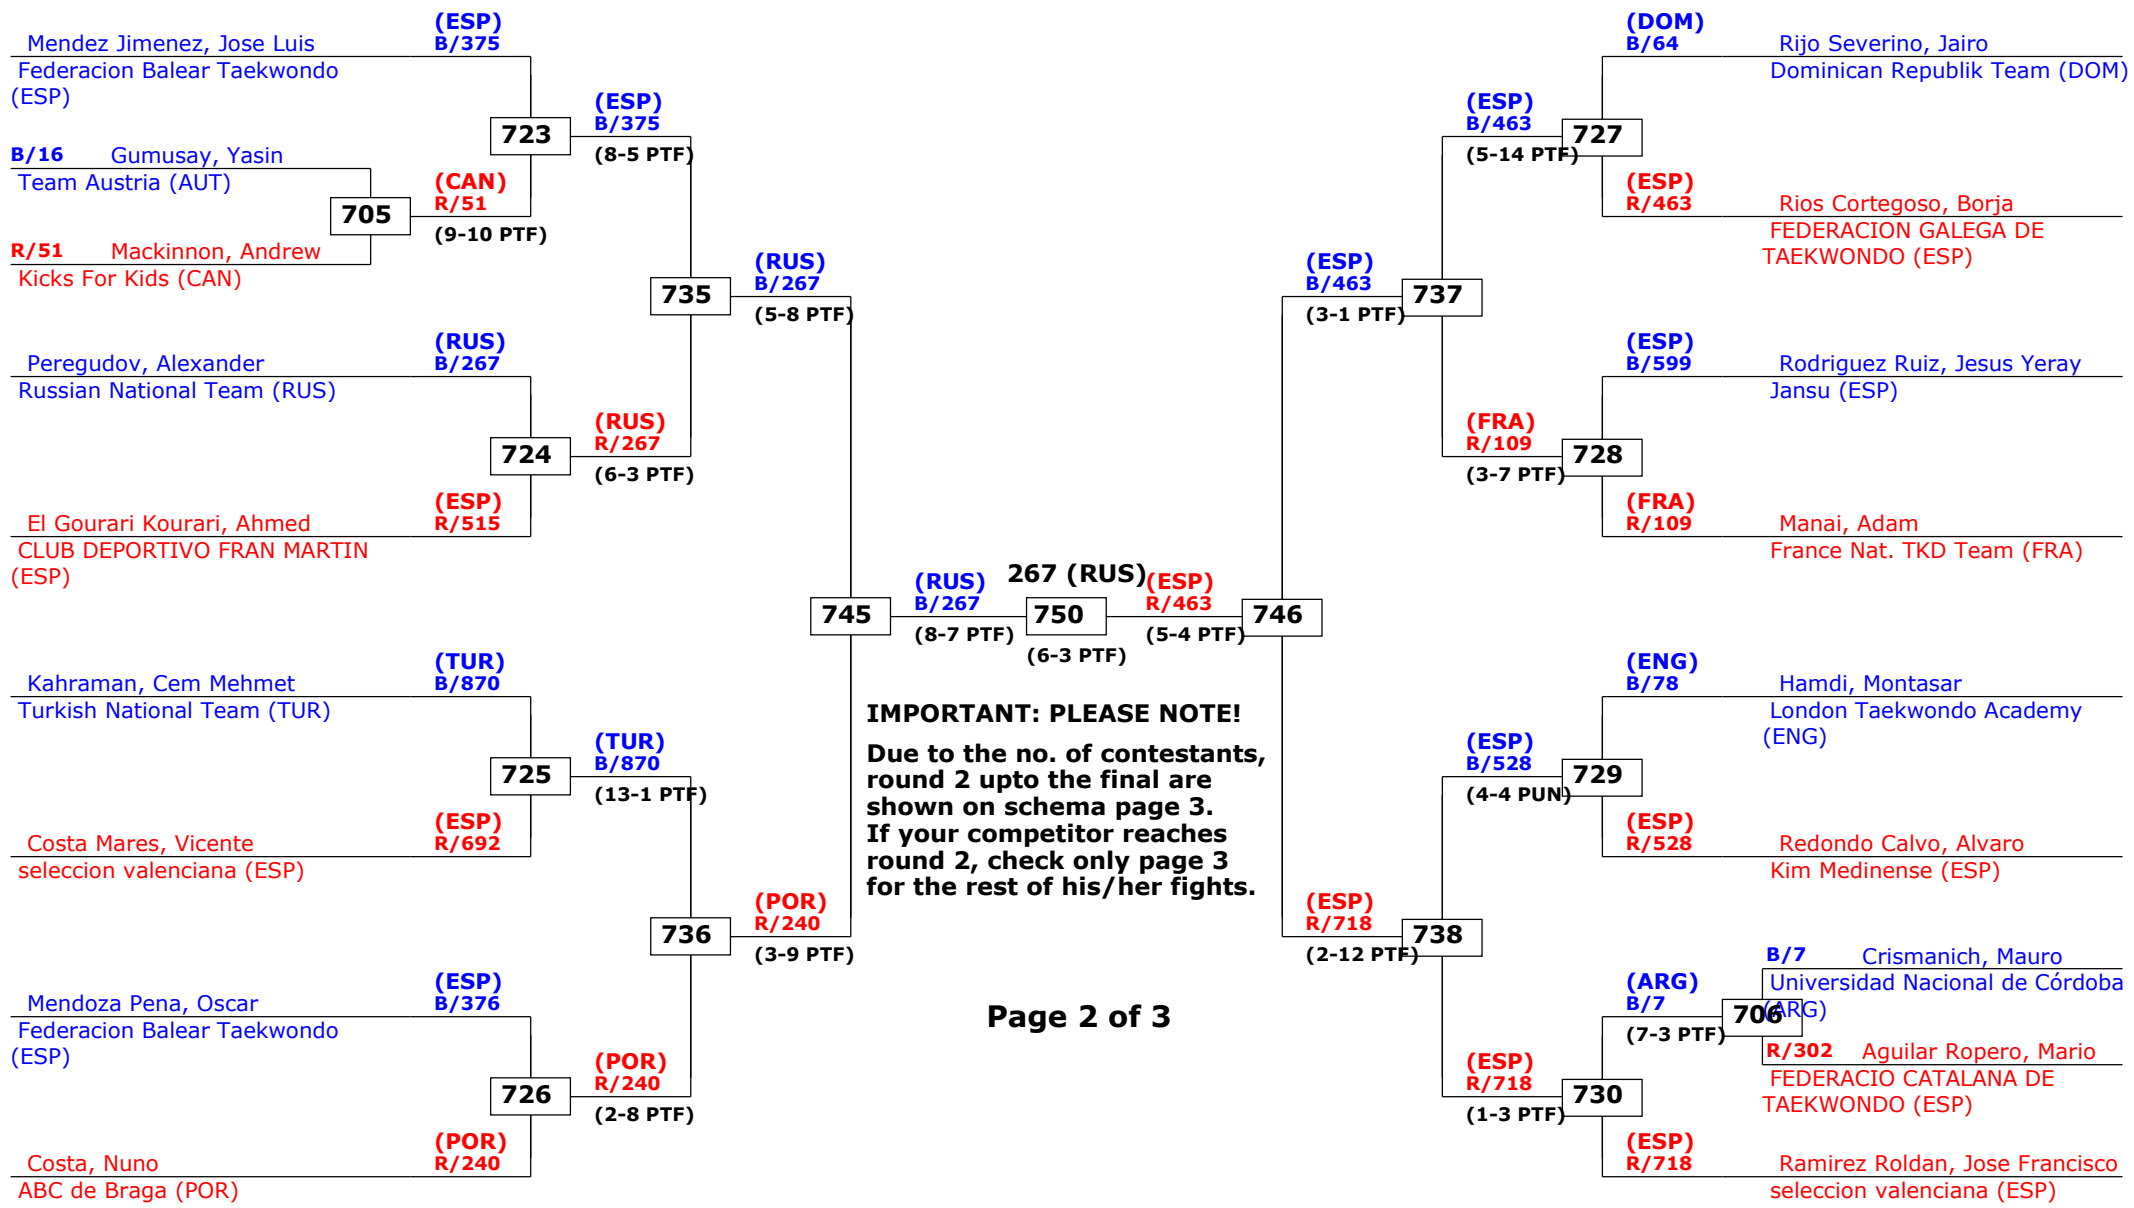 (ESP)
Mendez Jimenez, Jose Luis B/375
Federacion Balear Taekwondo
(ESP)
(ESP)
B/375
723
(8-5 PTF)
B/16 Gumusay, Yasin
Team Austria (AUT)
(CAN)
705 R/51
(9-10 PTF)
R/51 Mackinnon, Andrew
Kicks For Kids (CAN)
(RUS)
B/267
735
(5-8 PTF)
(RUS)
Peregudov, Alexander B/267
Russian National Team (RUS)
(RUS)
R/267
724
(6-3 PTF)
(ESP)
El Gourari Kourari, Ahmed R/515
CLUB DEPORTIVO FRAN MARTIN
(ESP)
745
(RUS)
B/267
(8-7 PTF)
267 (RUS)
750
(6-3 PTF)
(ESP)
R/463
(5-4 PTF)
746
(TUR)
Kahraman, Cem Mehmet B/870
Turkish National Team (TUR)
(TUR)
B/870
725
(13-1 PTF)
(ESP)
Costa Mares, Vicente R/692
seleccion valenciana (ESP)
(POR)
R/240
736
(3-9 PTF)
(ESP)
Mendoza Pena, Oscar B/376
Federacion Balear Taekwondo
(ESP)
(POR)
R/240
726
(2-8 PTF)
(POR)
Costa, Nuno R/240
ABC de Braga (POR)
IMPORTANT: PLEASE NOTE!
Due to the no. of contestants,
round 2 upto the final are
shown on schema page 3.
If your competitor reaches
round 2, check only page 3
for the rest of his/her fights.
Page 2 of 3
(DOM)
B/64 Rijo Severino, Jairo
Dominican Republik Team (DOM)
(ESP)
B/463
727
(5-14 PTF)
(ESP)
R/463 Rios Cortegoso, Borja
FEDERACION GALEGA DE
TAEKWONDO (ESP)
(ESP)
B/463
737
(3-1 PTF)
(ESP)
B/599 Rodriguez Ruiz, Jesus Yeray
Jansu (ESP)
(FRA)
R/109
728
(3-7 PTF)
(FRA)
R/109 Manai, Adam
France Nat. TKD Team (FRA)
(ENG)
B/78 Hamdi, Montasar
London Taekwondo Academy
(ENG)
(ESP)
B/528
729
(4-4 PUN)
(ESP)
R/528 Redondo Calvo, Alvaro
Kim Medinense (ESP)
(ESP)
R/718
738
(2-12 PTF)
B/7 Crismanich, Mauro
Universidad Nacional de Córdoba
(ARG)
(ARG)
B/7
706
(7-3 PTF)
R/302 Aguilar Ropero, Mario
FEDERACIO CATALANA DE
TAEKWONDO (ESP)
(ESP)
R/718
730
(1-3 PTF)
(ESP)
R/718 Ramirez Roldan, Jose Francisco
seleccion valenciana (ESP)